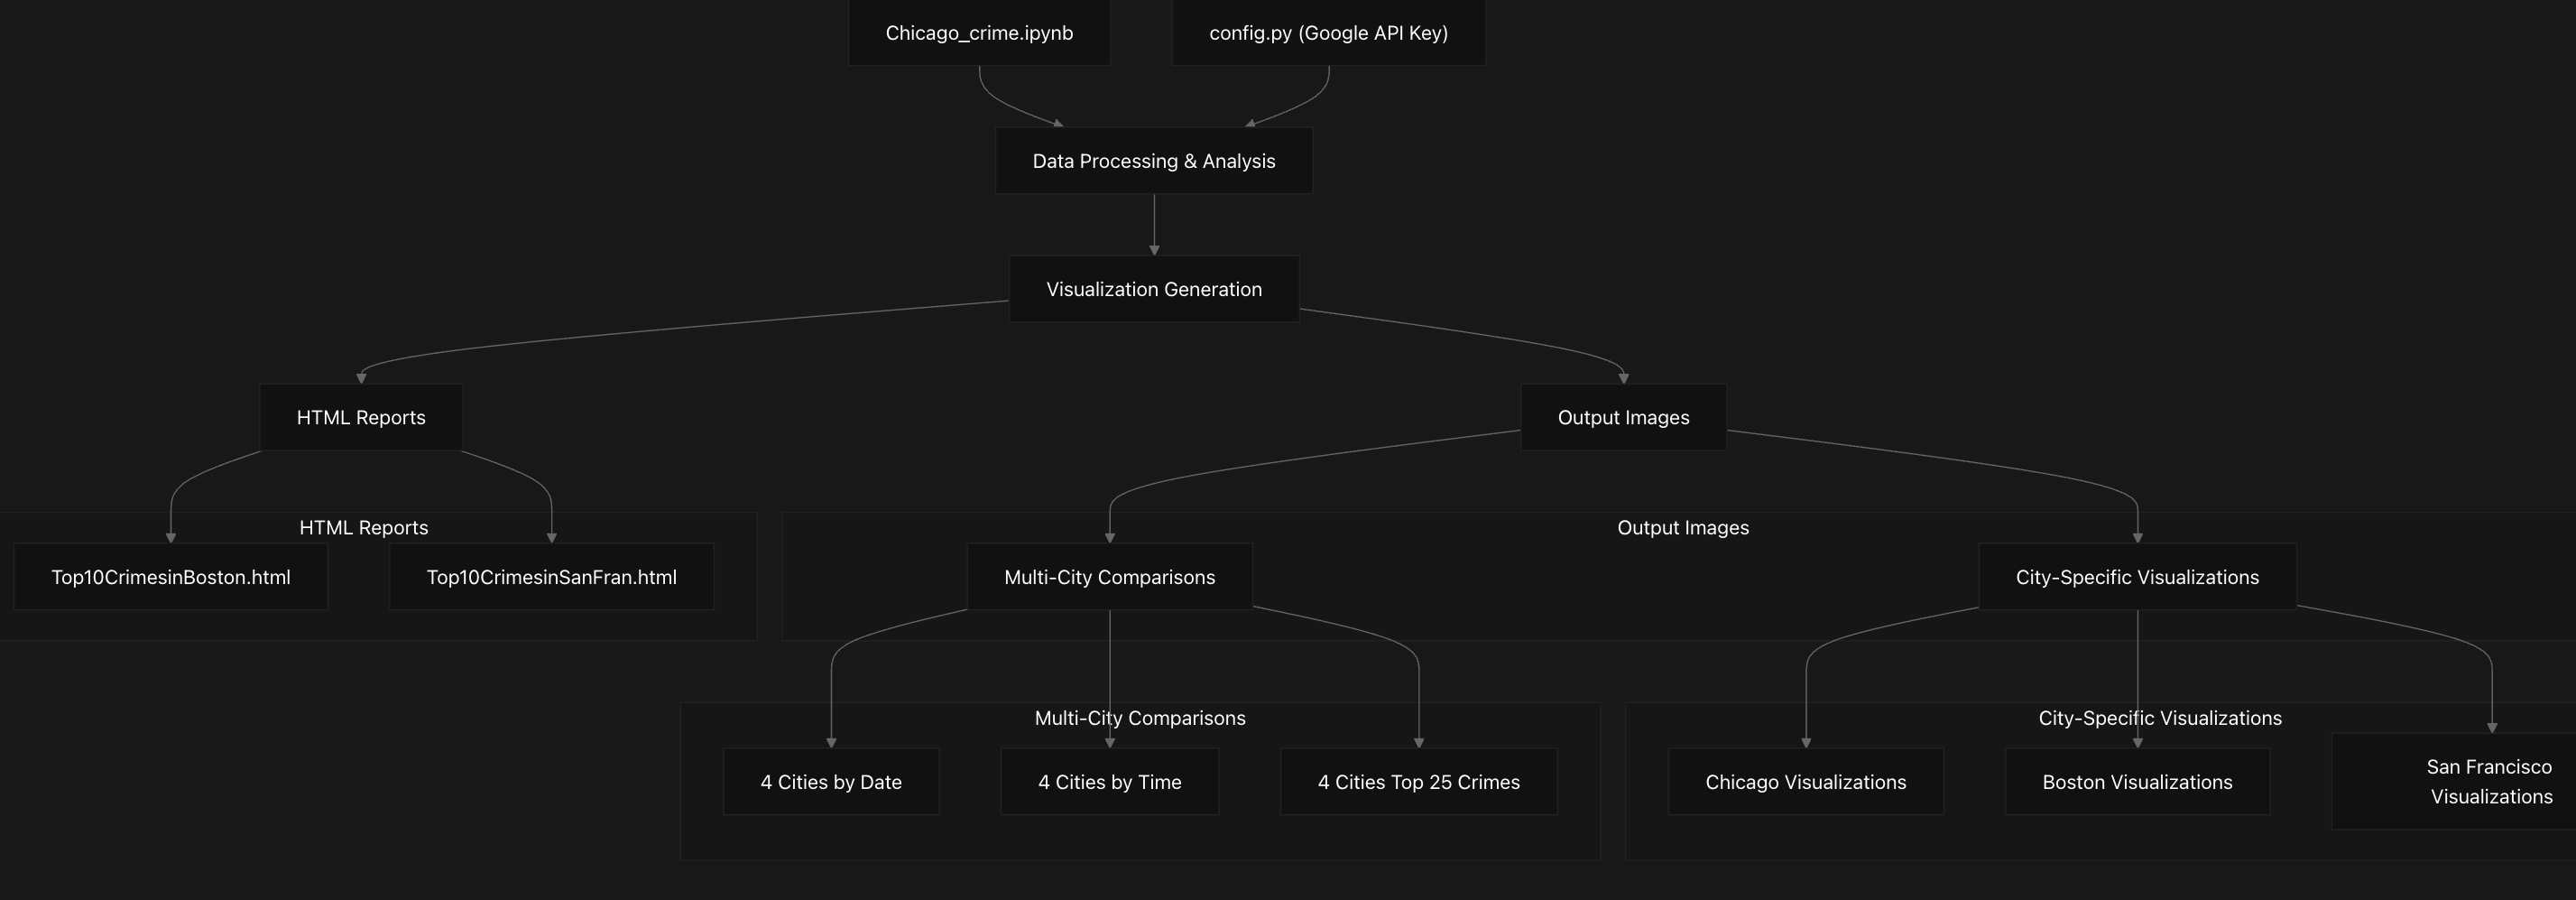 Chicago_crime.ipynb
config.py (Google API Key)
Data Processing & Analysis
Visualization Generation
HTML Reports
Output Images
HTML Reports
Output Images
Top10CrimesinBoston.html
Top10CrimesinSanFran.html
Multi-City Comparisons
City-Specific Visualizations
Multi-City Comparisons
City-Specific Visualizations
4 Cities by Date
4 Cities by Time
4 Cities Top 25 Crimes
Chicago Visualizations
Boston Visualizations
San Francisco
Visualizations